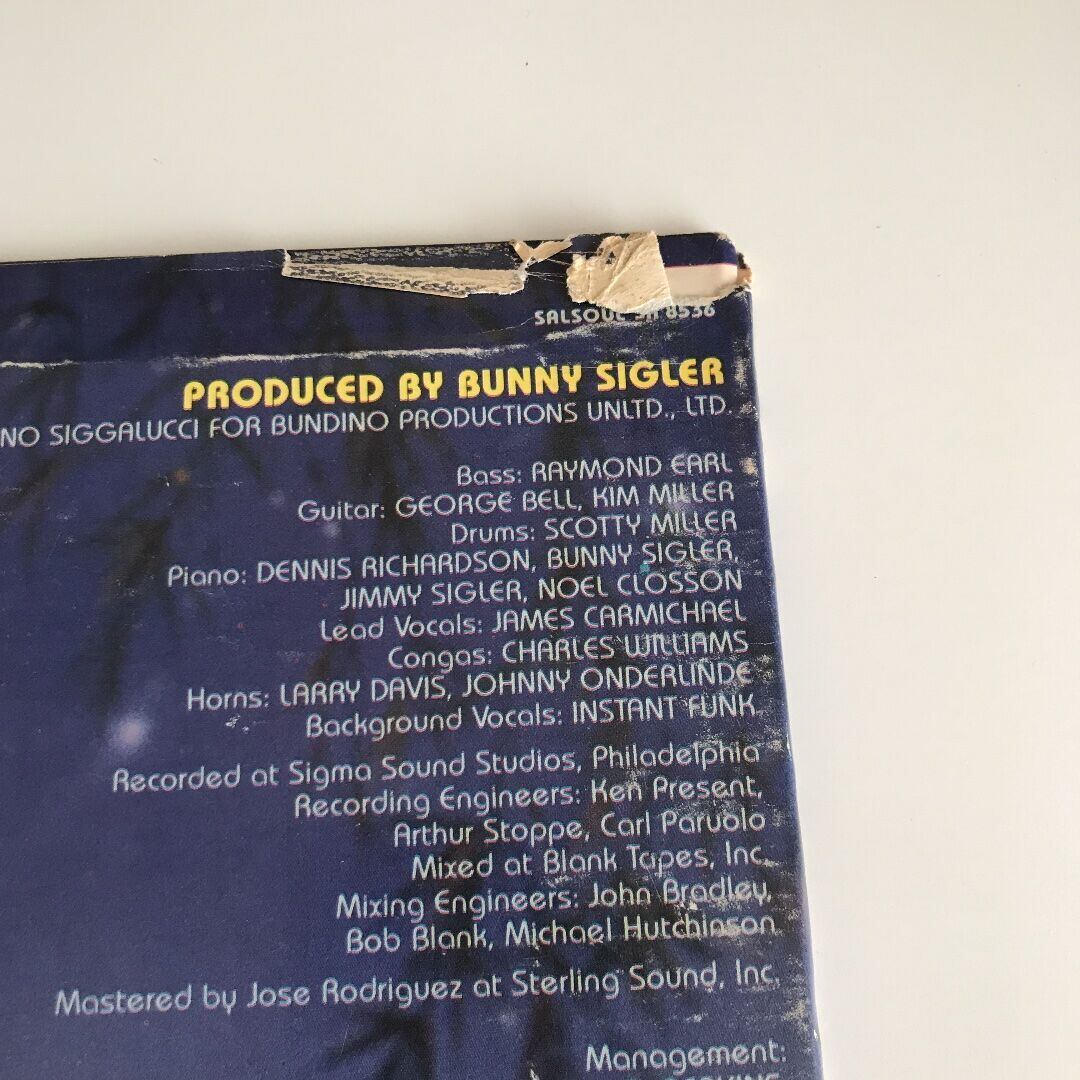 SALSOUL SA 8536
PRODUCED BY BUNNY SIGLER
NO SIGGALUCCI FOR BUNDINO PRODUCTIONS UNLTD., LTD.
Bass: RAYMOND EARL
Guitar: GEORGE BELL, KIM MILLER
Drums: SCOTTY MILLER
Piano: DENNIS RICHARDSON, BUNNY SIGLER,
JIMMY SIGLER, NOEL CLOSSON
Lead Vocals: JAMES CARMICHAEL
Congas: CHARLES WILLIAMS
Horns: LARRY DAVIS, JOHNNY ONDERLINDE
Background Vocals: INSTANT FUNK
Recorded at Sigma Sound Studios, Philadelphia
Recording Engineers: Ken Present,
Arthur Stoppe, Carl Paruolo
Mixed at Blank Tapes, Inc.
Mixing Engineers: John Bradley,
Bob Blank, Michael Hutchinson
Mastered by Jose Rodriguez at Sterling Sound, Inc.
Management: